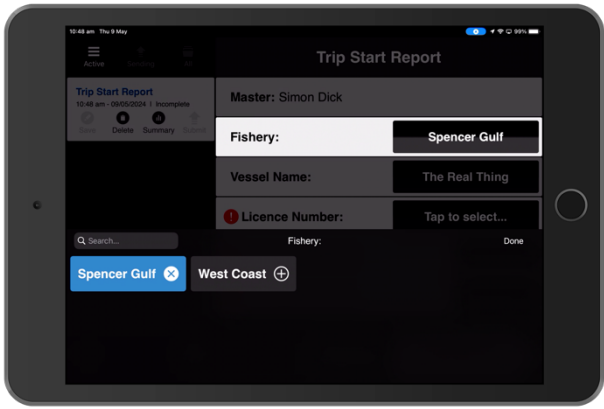 10:48 am Thu 9 May
99%
Active
Sending
All
Trip Start Report
Trip Start Report
10:48 am - 09/05/2024 | Incomplete
Save
Delete
Summary
Submit
Master: Simon Dick
Fishery:
Spencer Gulf
Vessel Name:
The Real Thing
Licence Number:
Tap to select...
Search...
Fishery:
Done
Spencer Gulf
West Coast